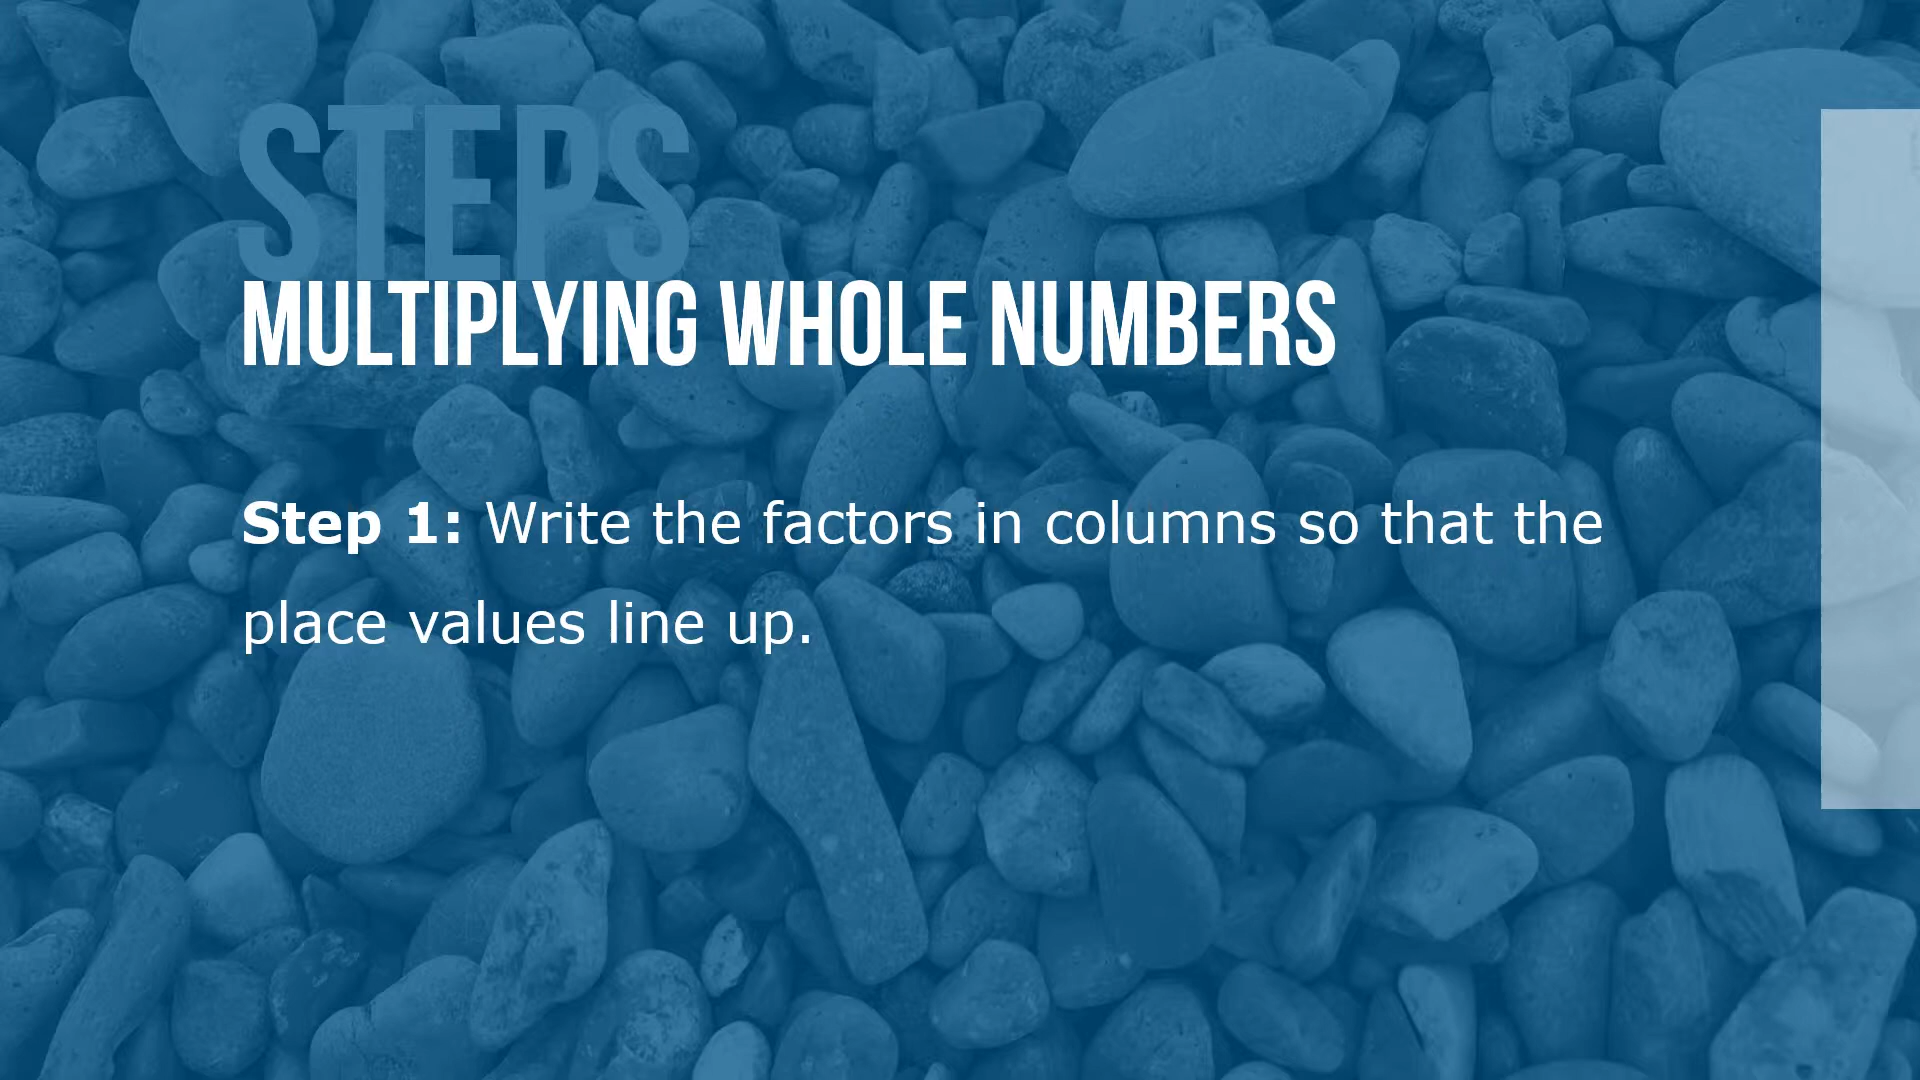 STEPS
MULTIPLYING WHOLE NUMBERS
Step 1: Write the factors in columns so that the
place values line up.